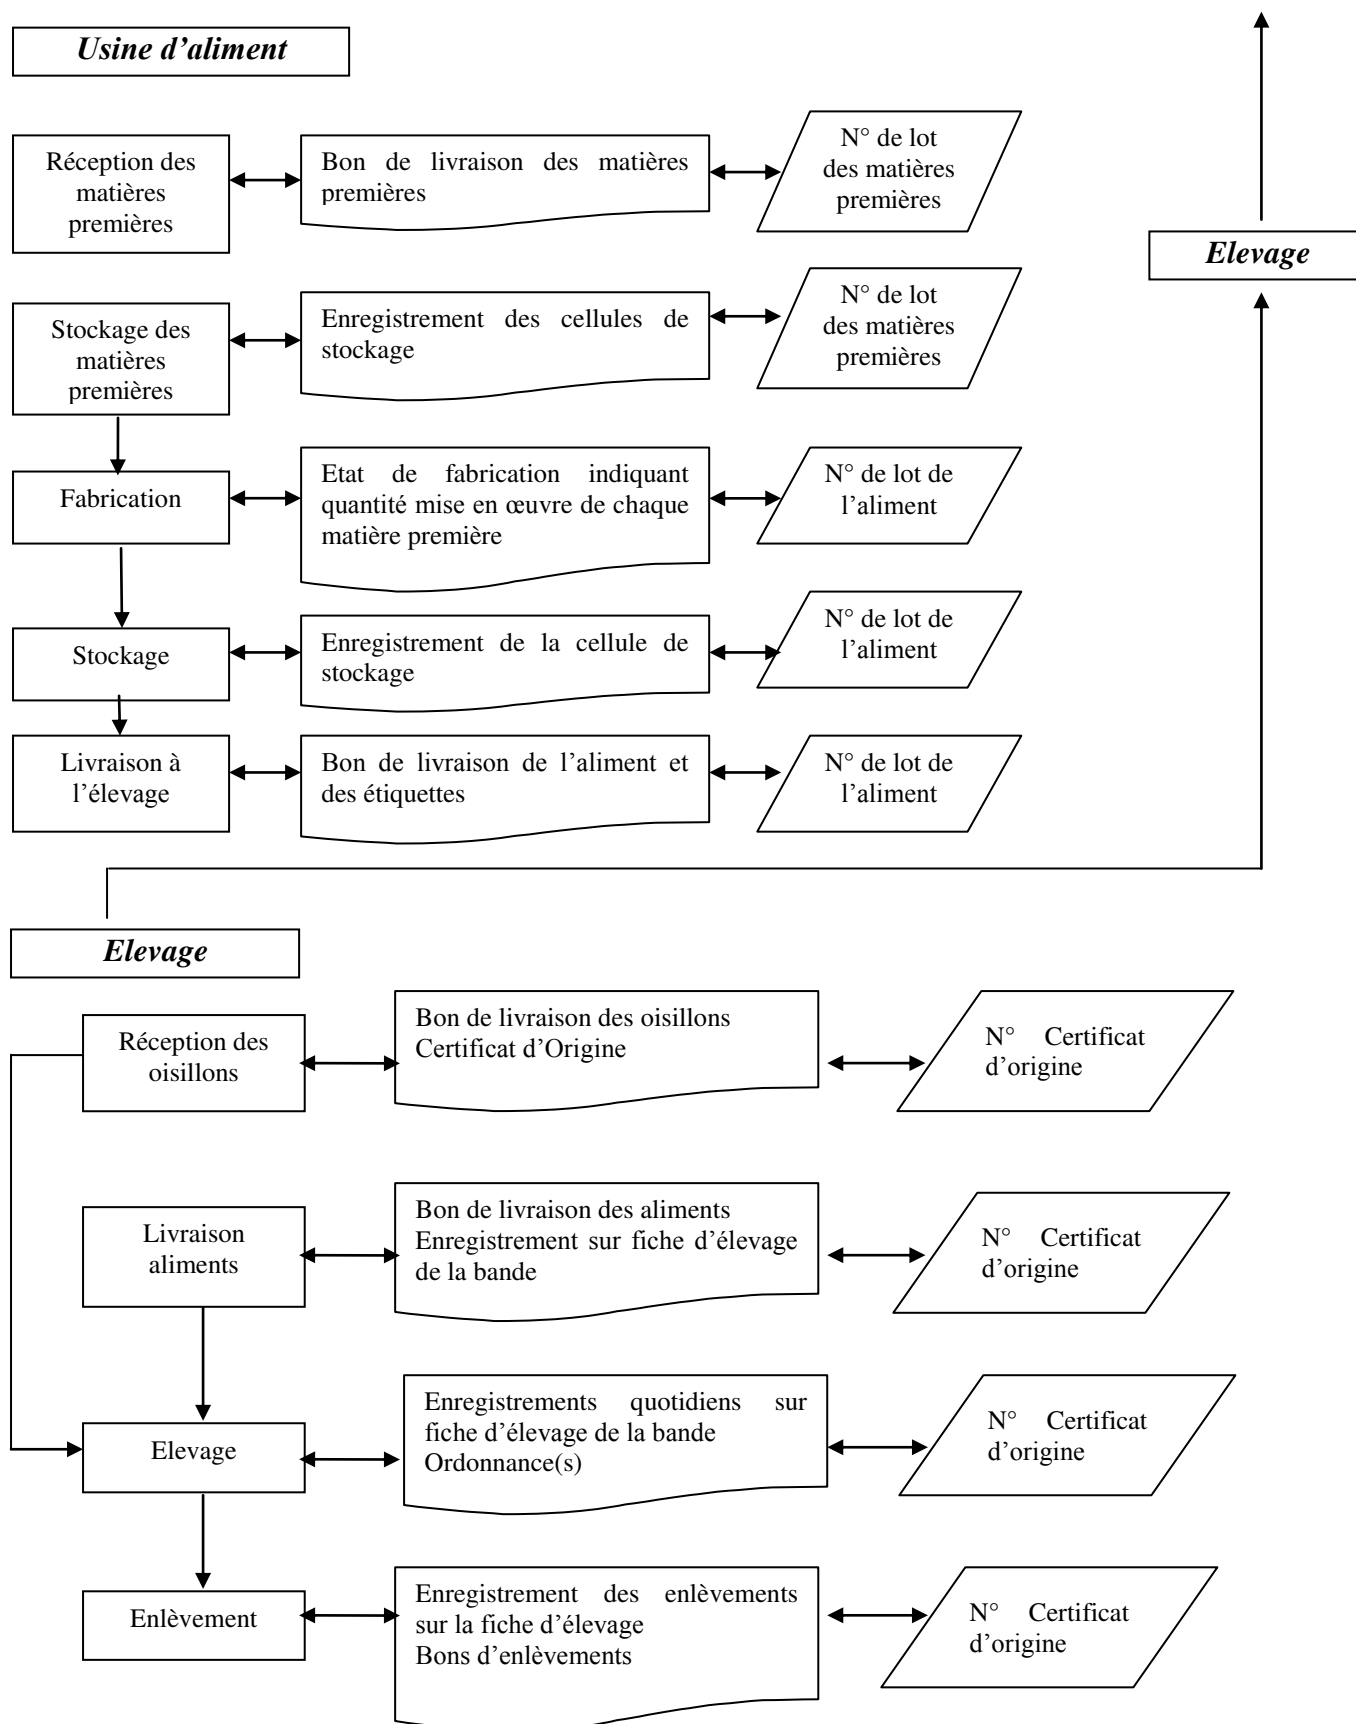 Usine d’aliment
Réception des
matières
premières
Bon de livraison des matières
premières
N° de lot
des matières
premières
Elevage
Stockage des
matières
premières
Enregistrement des cellules de
stockage
N° de lot
des matières
premières
Fabrication
Etat de fabrication indiquant
quantité mise en œuvre de chaque
matière première
N° de lot de
l’aliment
Stockage
Enregistrement de la cellule de
stockage
N° de lot de
l’aliment
Livraison à
l’élevage
Bon de livraison de l’aliment et
des étiquettes
N° de lot de
l’aliment
Elevage
Réception des
oisillons
Bon de livraison des oisillons
Certificat d’Origine
N° Certificat
d’origine
Livraison
aliments
Bon de livraison des aliments
Enregistrement sur fiche d’élevage
de la bande
N° Certificat
d’origine
Elevage
Enregistrements quotidiens sur
fiche d’élevage de la bande
Ordonnance(s)
N° Certificat
d’origine
Enlèvement
Enregistrement des enlèvements
sur la fiche d’élevage
Bons d’enlèvements
N° Certificat
d’origine